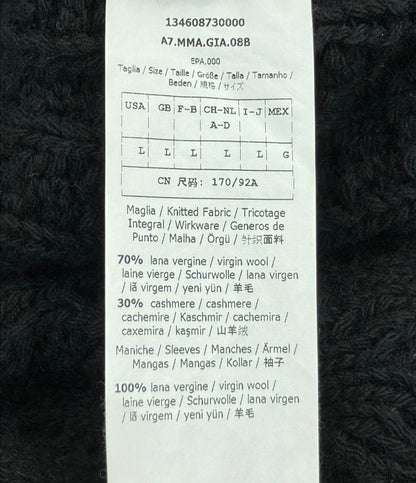 134608730000
A7.MMA.GIA.08B
EPA.000
Taglia / Size / Taille / Größe / Talla / Tamanho /
Beden / 規格 / サイズ
USA GB F-B CH-NL I-J MEX
A-D
L L L L L G
CN 尺码: 170/92A
Maglia / Knitted Fabric / Tricotage
Integral / Wirkware / Generos de
Punto / Malha / Örgü / 针织面料
70% lana vergine / virgin wool /
laine vierge / Schurwolle / lana virgen
/ lã virgem / yeni yün / 羊毛
30% cashmere / cashmere /
cachemire / Kaschmir / cachemira /
caxemira / kaşmir / 山羊绒
Maniche / Sleeves / Manches / Ärmel /
Mangas / Mangas / Kollar / 袖子
100% lana vergine / virgin wool /
laine vierge / Schurwolle / lana virgen
/ lã virgem / yeni yün / 羊毛